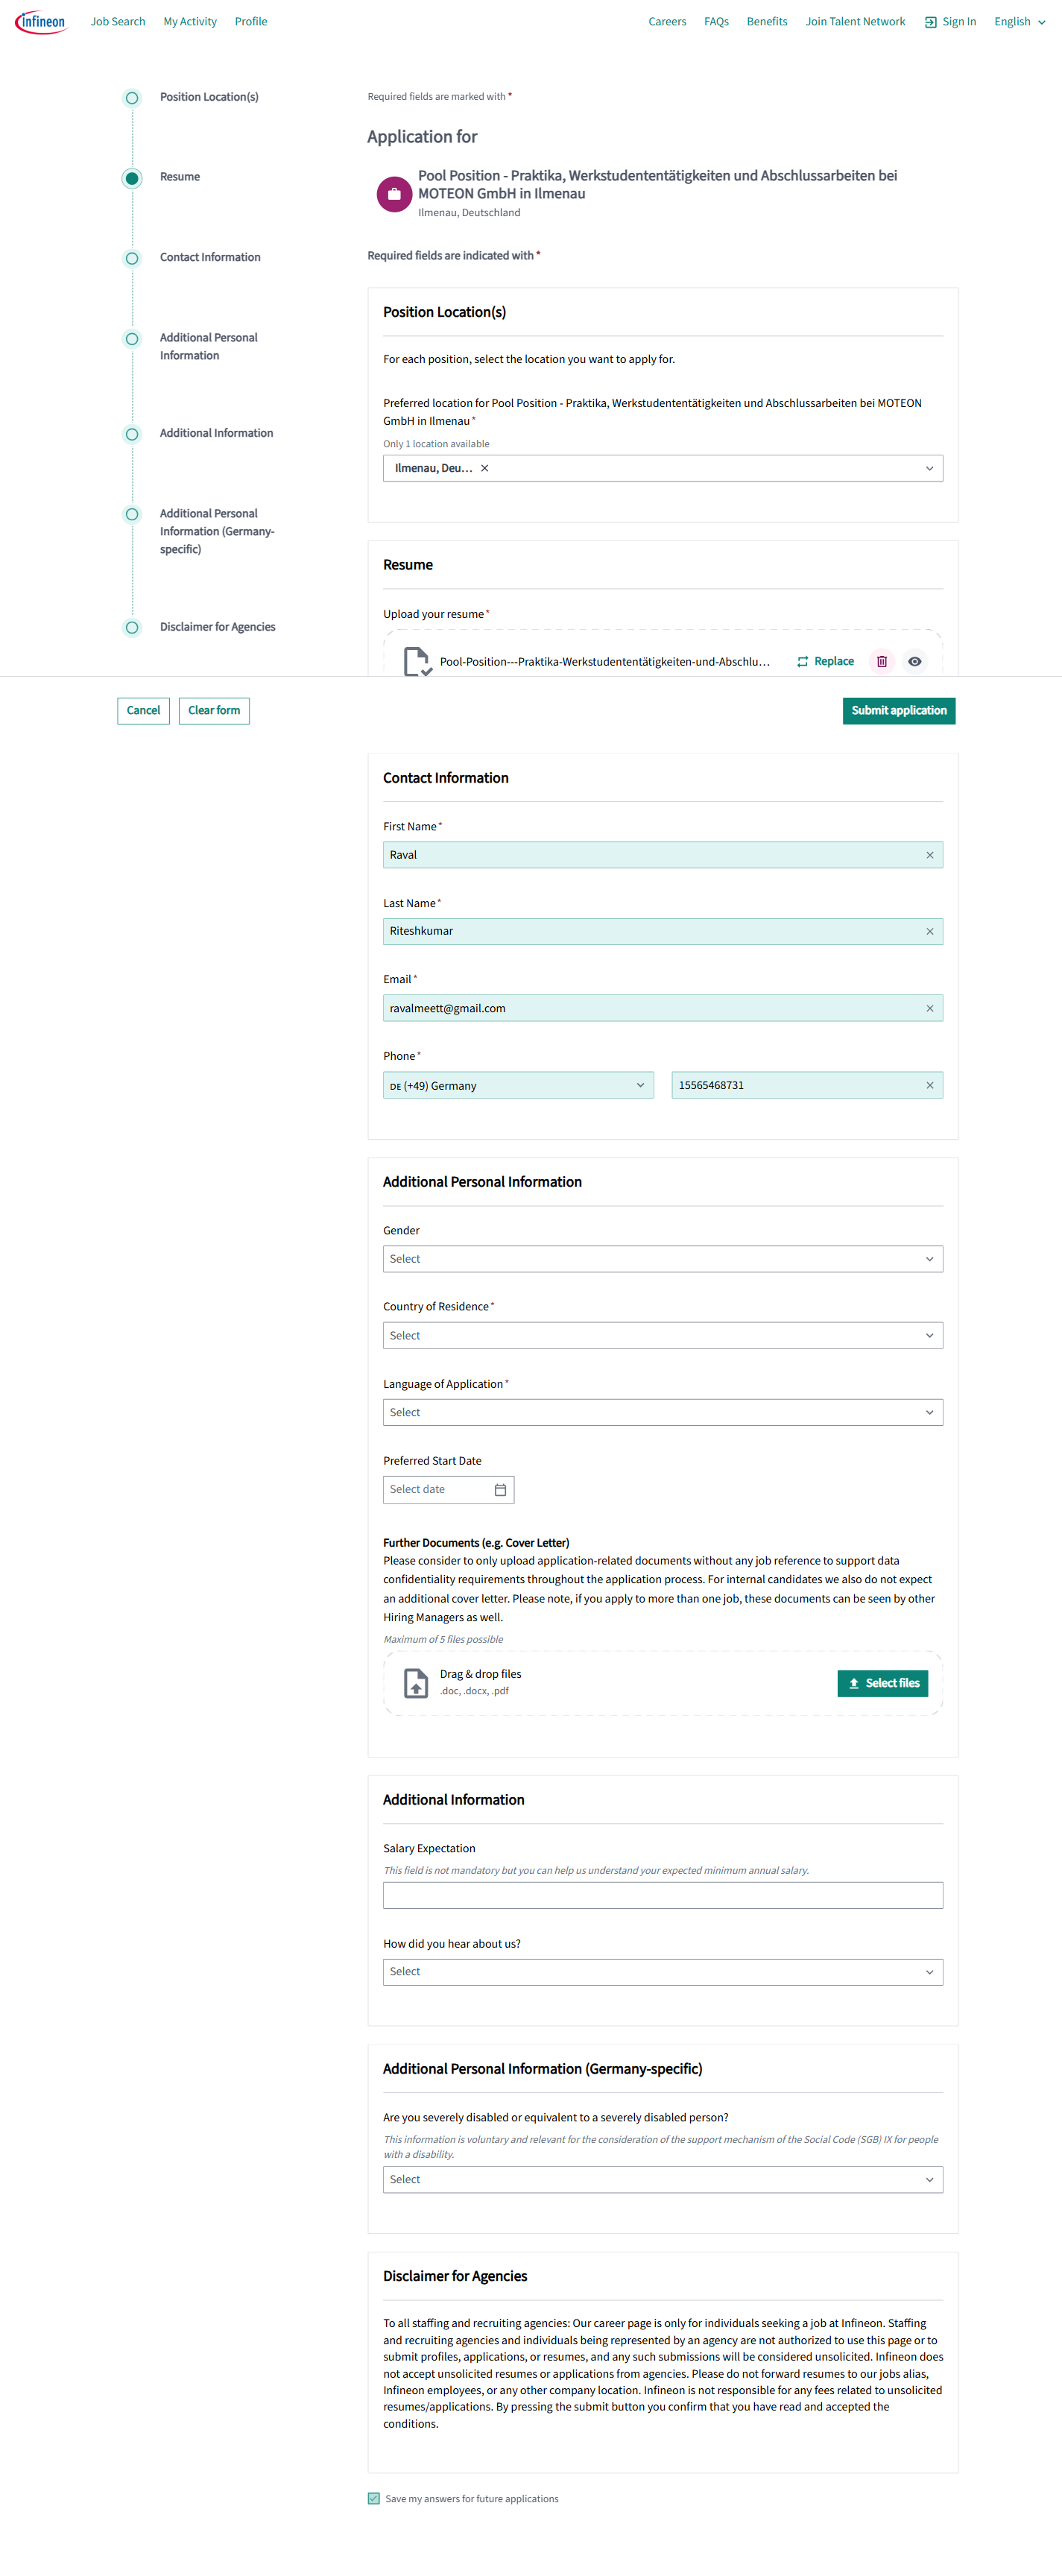 infineon
Job Search My Activity Profile Careers FAQs Benefits Join Talent Network Sign In English
Position Location(s)
Resume
Contact Information
Additional Personal
Information
Additional Information
Additional Personal
Information (Germany-
specific)
Disclaimer for Agencies
Required fields are marked with *
Application for
Pool Position - Praktika, Werkstudententätigkeiten und Abschlussarbeiten bei
MOTEON GmbH in Ilmenau
Ilmenau, Deutschland
Required fields are indicated with *
Position Location(s)
For each position, select the location you want to apply for.
Preferred location for Pool Position - Praktika, Werkstudententätigkeiten und Abschlussarbeiten bei MOTEON
GmbH in Ilmenau *
Only 1 location available
Ilmenau, Deu...
Resume
Upload your resume *
Pool-Position---Praktika-Werkstudententätigkeiten-und-Abschlu... Replace
Cancel Clear form Submit application
Contact Information
First Name *
Raval
Last Name *
Riteshkumar
Email *
ravalmeett@gmail.com
Phone *
DE (+49) Germany 15565468731
Additional Personal Information
Gender
Select
Country of Residence *
Select
Language of Application *
Select
Preferred Start Date
Select date
Further Documents (e.g. Cover Letter)
Please consider to only upload application-related documents without any job reference to support data
confidentiality requirements throughout the application process. For internal candidates we also do not expect
an additional cover letter. Please note, if you apply to more than one job, these documents can be seen by other
Hiring Managers as well.
Maximum of 5 files possible
Drag & drop files
.doc, .docx, .pdf
Select files
Additional Information
Salary Expectation
This field is not mandatory but you can help us understand your expected minimum annual salary.
How did you hear about us?
Select
Additional Personal Information (Germany-specific)
Are you severely disabled or equivalent to a severely disabled person?
This information is voluntary and relevant for the consideration of the support mechanism of the Social Code (SGB) IX for people
with a disability.
Select
Disclaimer for Agencies
To all staffing and recruiting agencies: Our career page is only for individuals seeking a job at Infineon. Staffing
and recruiting agencies and individuals being represented by an agency are not authorized to use this page or to
submit profiles, applications, or resumes, and any such submissions will be considered unsolicited. Infineon does
not accept unsolicited resumes or applications from agencies. Please do not forward resumes to our jobs alias,
Infineon employees, or any other company location. Infineon is not responsible for any fees related to unsolicited
resumes/applications. By pressing the submit button you confirm that you have read and accepted the
conditions.
Save my answers for future applications